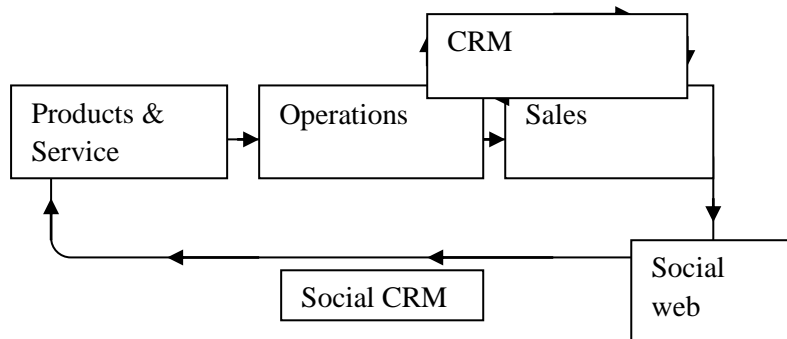 CRM
Products &
Service
Operations
Sales
Social
web
Social CRM